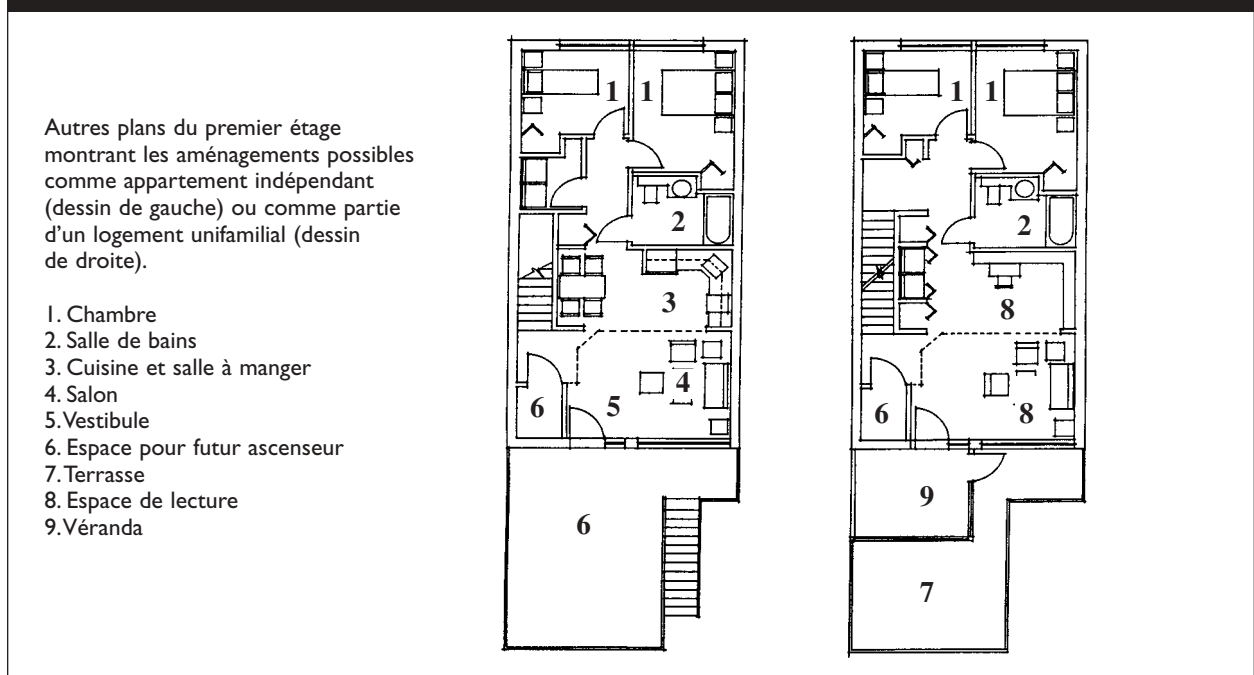 Autres plans du premier étage
montrant les aménagements possibles
comme appartement indépendant
(dessin de gauche) ou comme partie
d'un logement unifamilial (dessin
de droite).
1. Chambre
2. Salle de bains
3. Cuisine et salle à manger
4. Salon
5. Vestibule
6. Espace pour futur ascenseur
7. Terrasse
8. Espace de lecture
9. Véranda
1 1
2
3
4
5
6
6
1 1
2
8
8
6
9
7